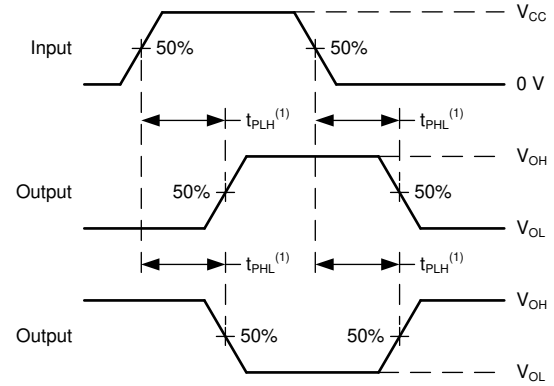 V_CC
Input 50% 50%
0 V
t_PLH^(1) t_PHL^(1)
V_OH
Output 50% 50%
V_OL
t_PHL^(1) t_PLH^(1)
V_OH
Output 50% 50%
V_OL